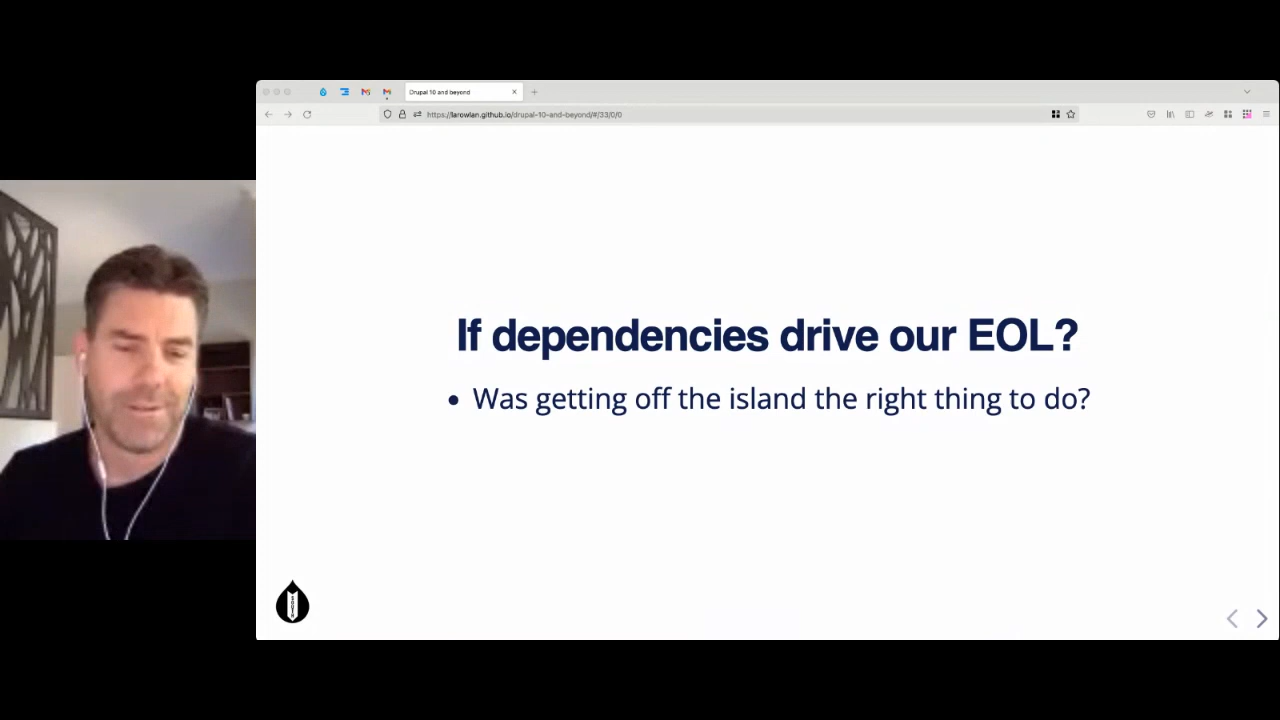 Drupal 10 and beyond
https://larowlan.github.io/drupal-10-and-beyond/#/33/0/0
If dependencies drive our EOL?
• Was getting off the island the right thing to do?